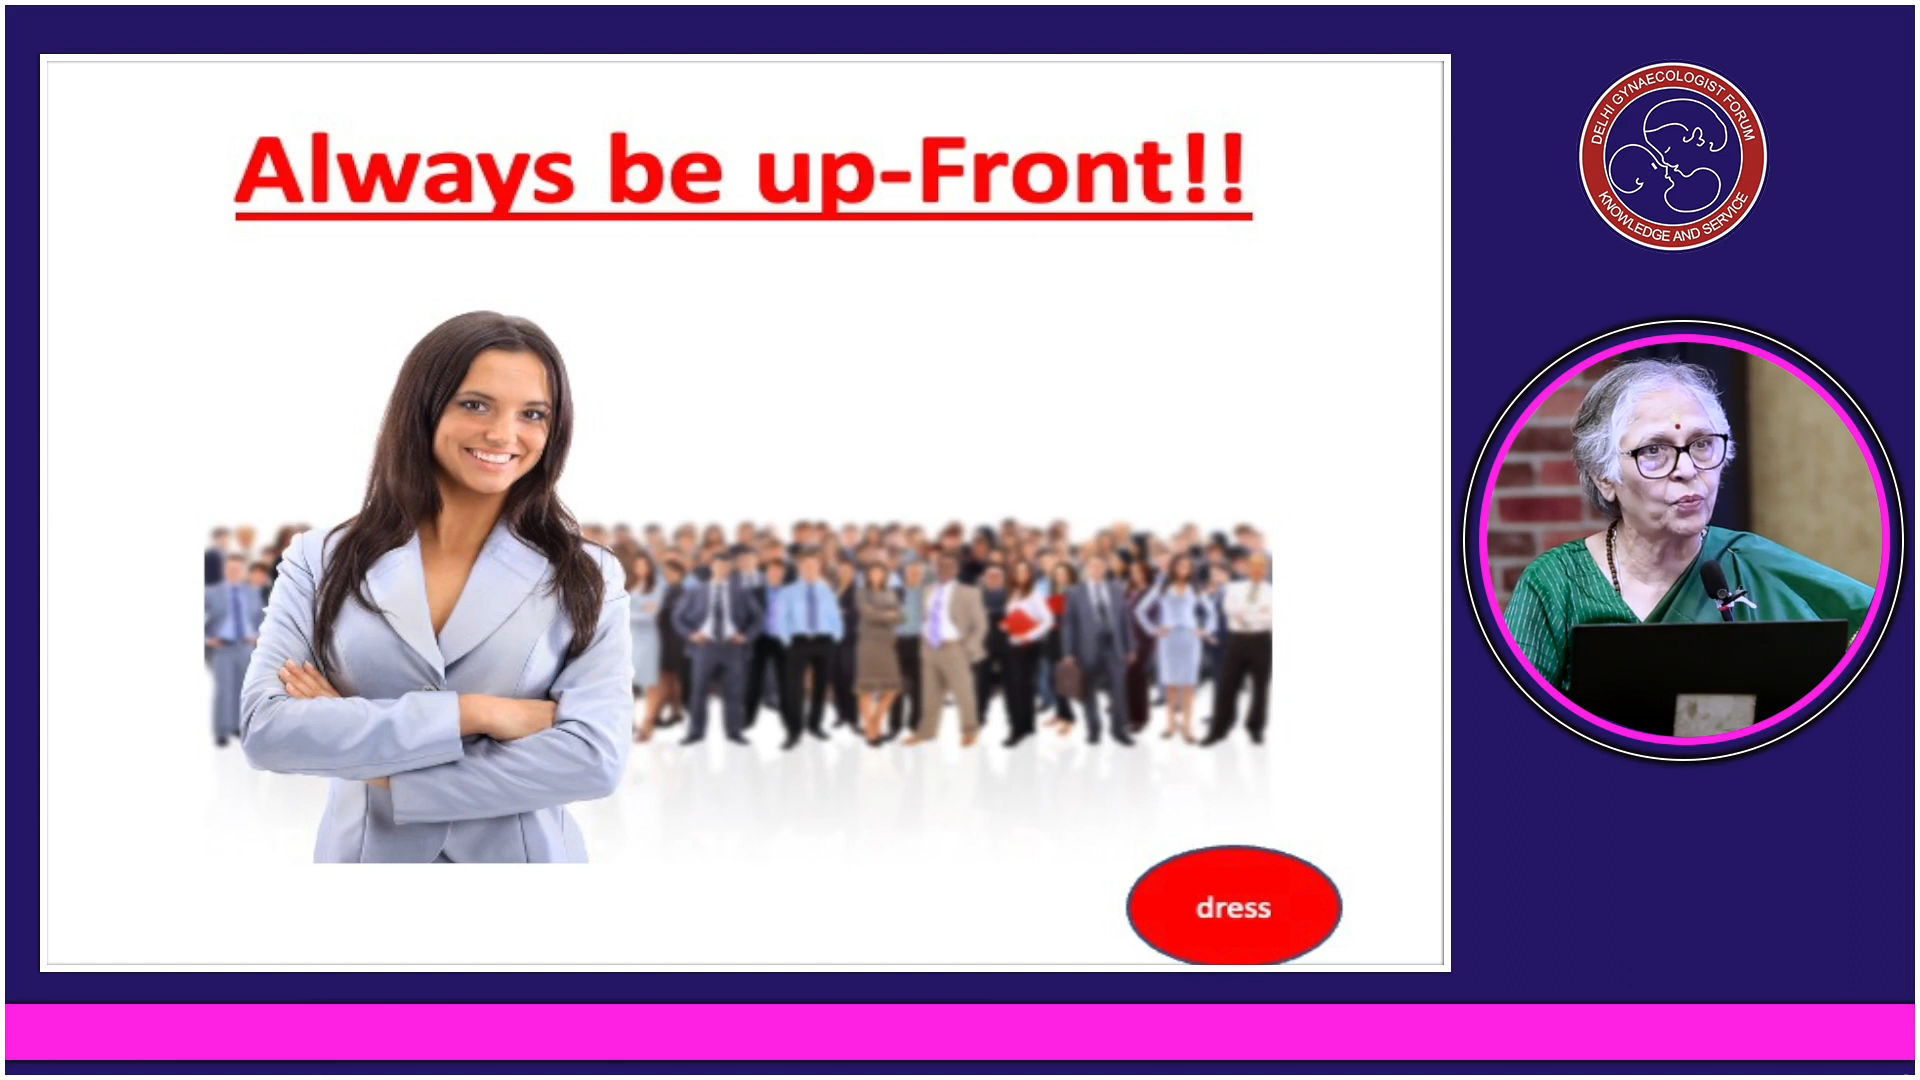 Always be up-Front!!
dress
DELHI GYNAECOLOGIST FORUM
KNOWLEDGE AND SERVICE